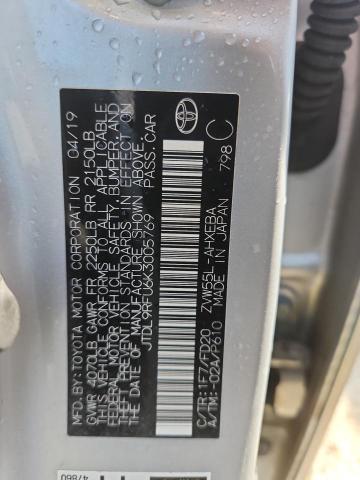 MFD.BY:TOYOTA MOTOR CORPORATION 04/19
GVWR 4070LB GAWR FR 2250LB RR 2150LB
THIS VEHICLE CONFORMS TO ALL APPLICABLE
FEDERAL MOTOR VEHICLE SAFETY,BUMPER,AND
THEFT PREVENTION STANDARDS IN EFFECT ON
THE DATE OF MANUFACTURE SHOWN ABOVE.
JTDL9RFU6K3005769 PASS.CAR
C/TR:1F7/FD20
A/TM:-02A/P610
ZVW55L-AHXEBA
MADE IN JAPAN
798 C
TOYOTA
47860